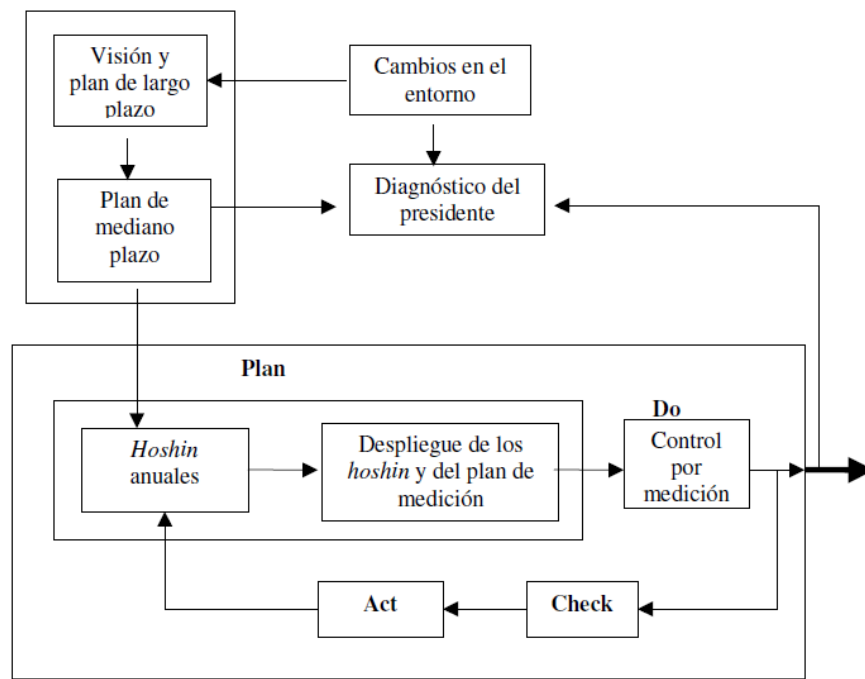 Visión y
plan de largo
plazo
Cambios en el
entorno
Plan de
mediano
plazo
Diagnóstico del
presidente
Plan
Hoshin
anuales
Despliegue de los
hoshin y del plan de
medición
Do
Control
por
medición
Act
Check